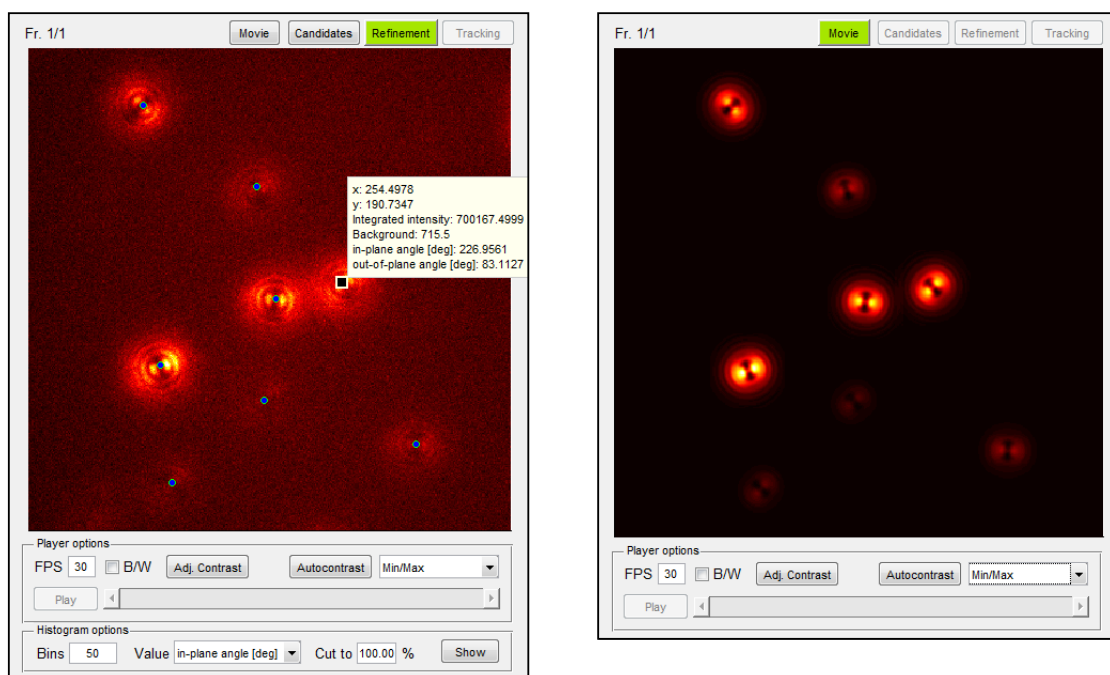 Fr. 1/1
Movie
Candidates
Refinement
Tracking
x: 254.4978
y: 190.7347
Integrated intensity: 700167.4999
Background: 715.5
in-plane angle [deg]: 226.9561
out-of-plane angle [deg]: 83.1127
Player options
FPS 30 B/W Adj. Contrast Autocontrast Min/Max
Play
Histogram options
Bins 50 Value in-plane angle [deg] Cut to 100.00 % Show
Fr. 1/1
Movie
Candidates
Refinement
Tracking
Player options
FPS 30 B/W Adj. Contrast Autocontrast Min/Max
Play